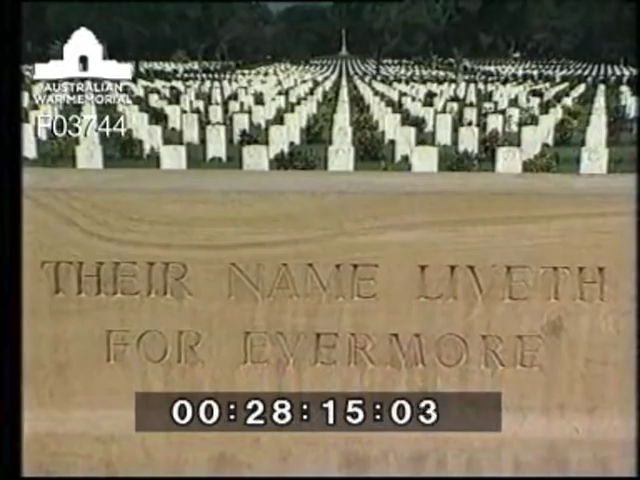 AUSTRALIAN
WAR MEMORIAL
F03744
THEIR NAME LIVETH
FOR EVERMORE
00:28:15:03